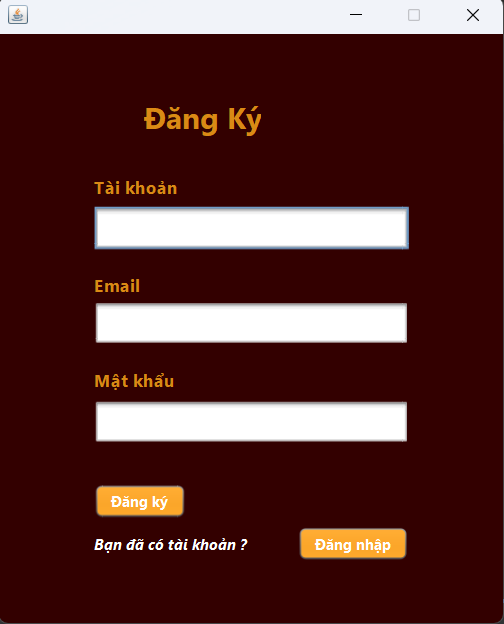 Đăng Ký
Tài khoản
Email
Mật khẩu
Đăng ký
Bạn đã có tài khoản ?
Đăng nhập